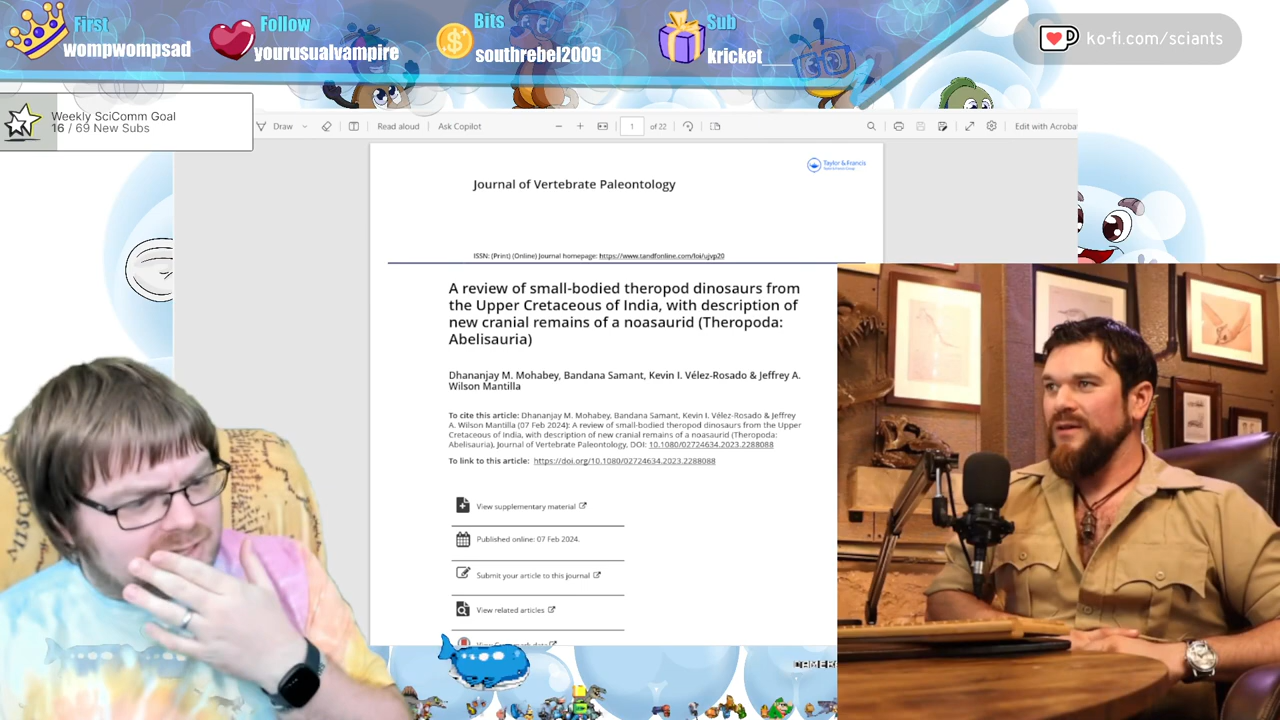 First
wompwompsad
Follow
yourusualvampire
Bits
southrebel2009
Sub
kricket____
ko-fi.com/sciants
Weekly SciComm Goal
16 / 69 New Subs
Draw
Read aloud
Ask Copilot
1 of 22
Edit with Acroba
Taylor & Francis
Taylor & Francis Group
Journal of Vertebrate Paleontology
ISSN: (Print) (Online) Journal homepage: https://www.tandfonline.com/loi/ujvp20
A review of small-bodied theropod dinosaurs from
the Upper Cretaceous of India, with description of
new cranial remains of a noasaurid (Theropoda:
Abelisauria)
Dhananjay M. Mohabey, Bandana Samant, Kevin I. Vélez-Rosado & Jeffrey A.
Wilson Mantilla
To cite this article: Dhananjay M. Mohabey, Bandana Samant, Kevin I. Vélez-Rosado & Jeffrey
A. Wilson Mantilla (07 Feb 2024): A review of small-bodied theropod dinosaurs from the Upper
Cretaceous of India, with description of new cranial remains of a noasaurid (Theropoda:
Abelisauria), Journal of Vertebrate Paleontology, DOI: 10.1080/02724634.2023.2288088
To link to this article: https://doi.org/10.1080/02724634.2023.2288088
View supplementary material
Published online: 07 Feb 2024.
Submit your article to this journal
View related articles